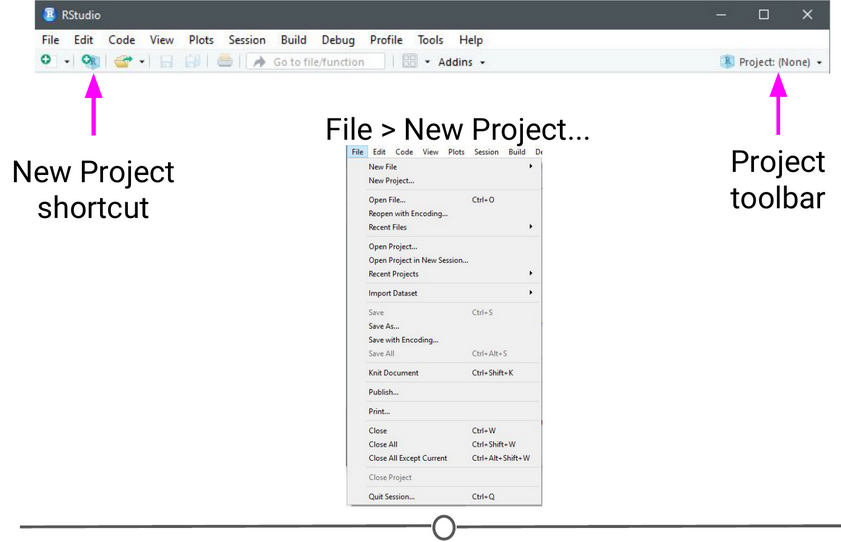 RStudio
File Edit Code View Plots Session Build Debug Profile Tools Help
Go to file/function Addins Project: (None)
New Project
shortcut
File > New Project...
Project
toolbar
File Edit Code View Plots Session Build De
New File
New Project...
Open File... Ctrl+O
Reopen with Encoding...
Recent Files
Open Project...
Open Project in New Session...
Recent Projects
Import Dataset
Save Ctrl+S
Save As...
Save with Encoding...
Save All Ctrl+Alt+S
Knit Document Ctrl+Shift+K
Publish...
Print...
Close Ctrl+W
Close All Ctrl+Shift+W
Close All Except Current Ctrl+Alt+Shift+W
Close Project
Quit Session... Ctrl+Q